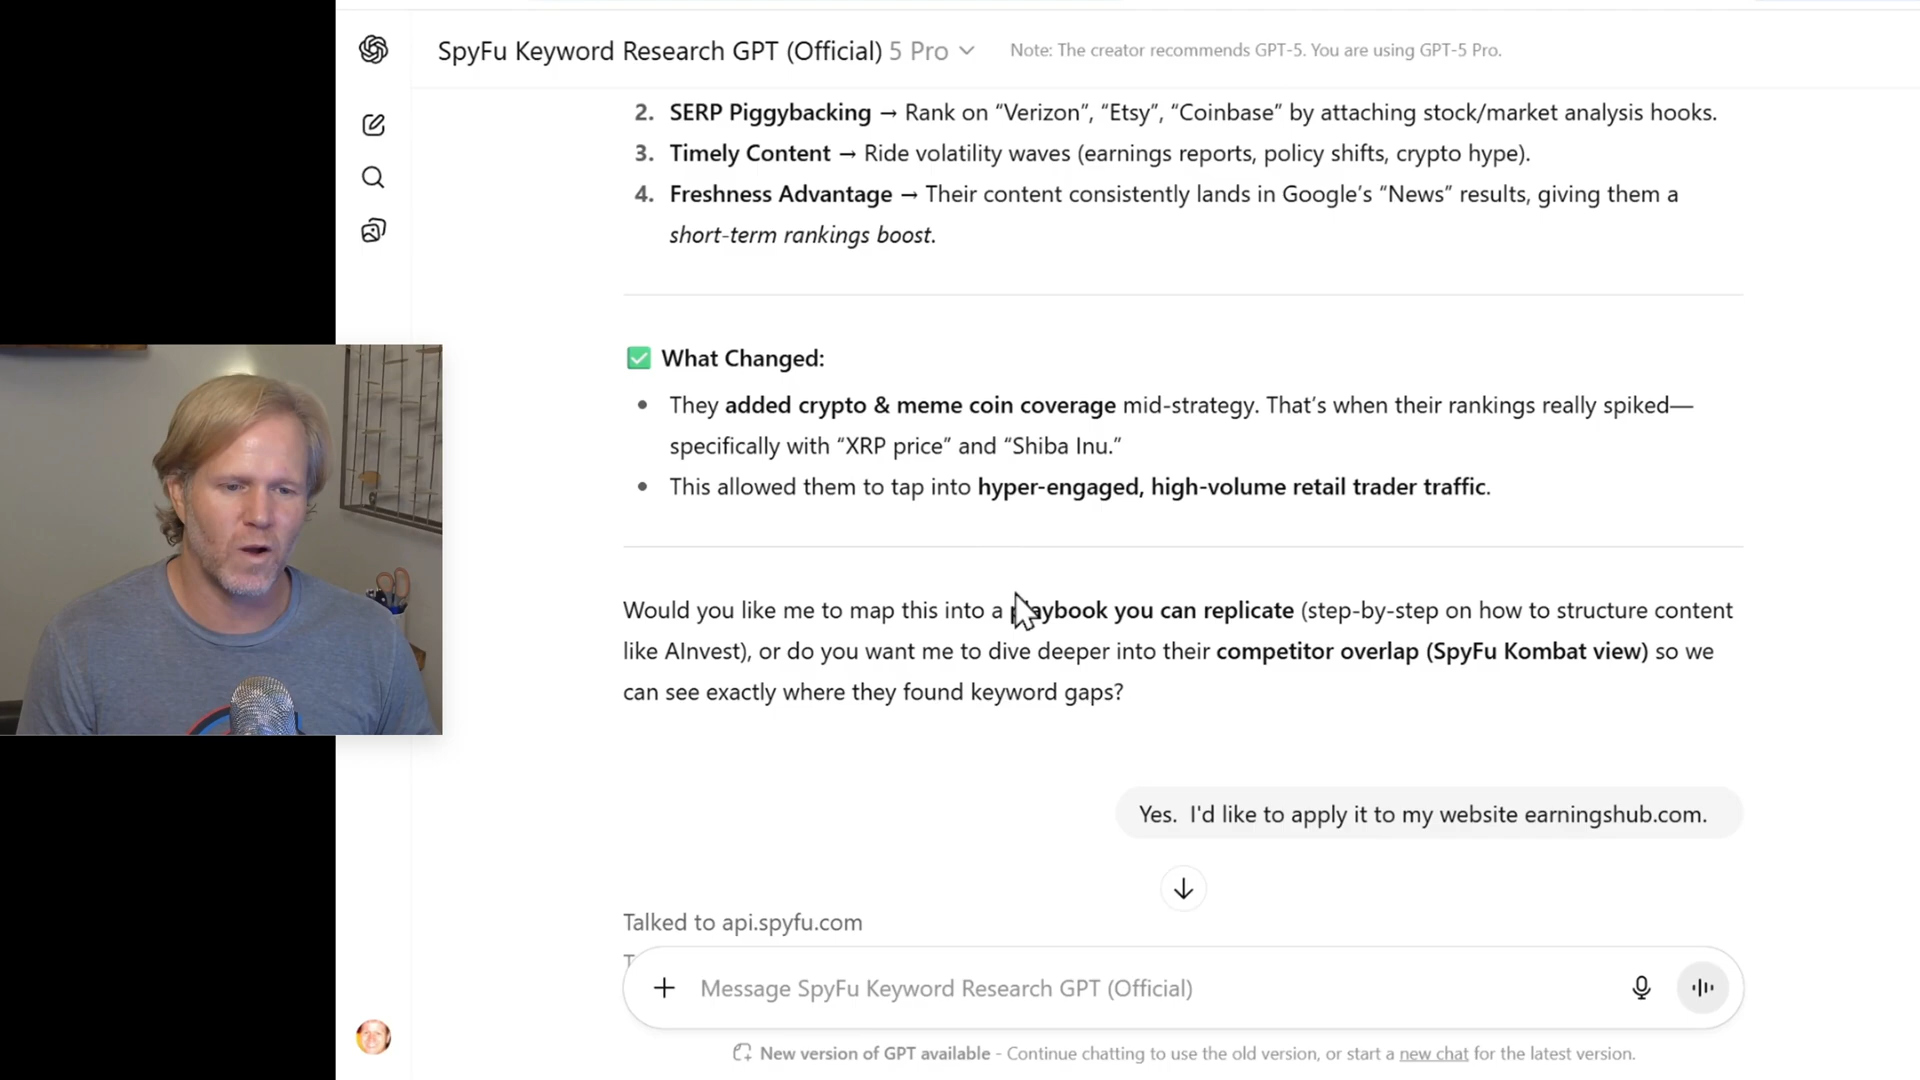 SpyFu Keyword Research GPT (Official) 5 Pro
Note: The creator recommends GPT-5. You are using GPT-5 Pro.
2. SERP Piggybacking → Rank on “Verizon”, “Etsy”, “Coinbase” by attaching stock/market analysis hooks.
3. Timely Content → Ride volatility waves (earnings reports, policy shifts, crypto hype).
4. Freshness Advantage → Their content consistently lands in Google’s “News” results, giving them a
short-term rankings boost.
✅ What Changed:
• They added crypto & meme coin coverage mid-strategy. That’s when their rankings really spiked—
specifically with “XRP price” and “Shiba Inu.”
• This allowed them to tap into hyper-engaged, high-volume retail trader traffic.
Would you like me to map this into a playbook you can replicate (step-by-step on how to structure content
like AInvest), or do you want me to dive deeper into their competitor overlap (SpyFu Kombat view) so we
can see exactly where they found keyword gaps?
Yes. I'd like to apply it to my website earningshub.com.
Talked to api.spyfu.com
Message SpyFu Keyword Research GPT (Official)
New version of GPT available - Continue chatting to use the old version, or start a new chat for the latest version.